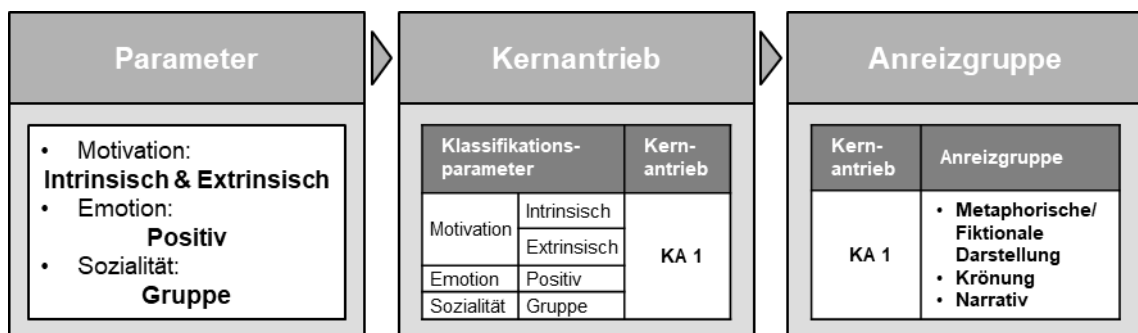 Parameter
• Motivation:
Intrinsisch & Extrinsisch
• Emotion:
Positiv
• Sozialität:
Gruppe
Kernantrieb
Klassifikations-
parameter
Kern-
antrieb
Motivation
Intrinsisch
Extrinsisch
Emotion
Positiv
Sozialität
Gruppe
KA 1
Anreizgruppe
Kern-
antrieb
Anreizgruppe
KA 1
• Metaphorische/
Fiktionale
Darstellung
• Krönung
• Narrativ